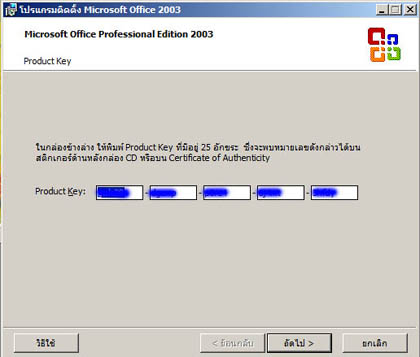 โปรแกรมติดตั้ง Microsoft Office 2003
Microsoft Office Professional Edition 2003
Product Key
ในกล่องข้างล่าง ให้พิมพ์ Product Key ที่มีอยู่ 25 อักขระ ซึ่งจะพบหมายเลขดังกล่าวได้บน
สติกเกอร์ด้านหลังกล่อง CD หรือบน Certificate of Authenticity
Product Key:
วิธีใช้ < ย้อนกลับ ถัดไป > ยกเลิก